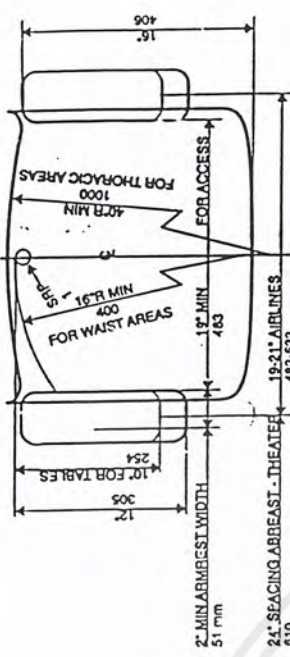 16"
406
FOR THORACIC AREAS
1000
40"R MIN
SRP
16"R MIN
400
FOR WAIST AREAS
FOR ACCESS
19" MIN
483
10" FOR TABLES
254
12"
305
2" MIN ARMREST WIDTH
51 mm
24" SPACING ABREAST - THEATER
610
19-21" AIRLINES